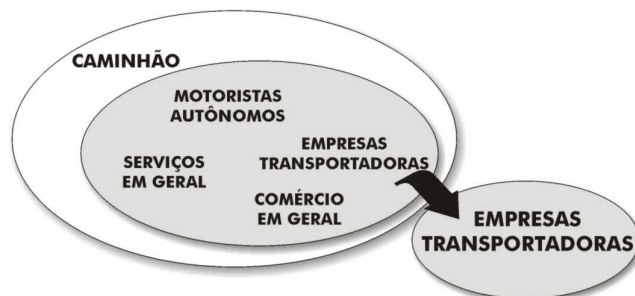 CAMINHÃO
MOTORISTAS
AUTÔNOMOS
EMPRESAS
TRANSPORTADORAS
SERVIÇOS
EM GERAL
COMÉRCIO
EM GERAL
EMPRESAS
TRANSPORTADORAS